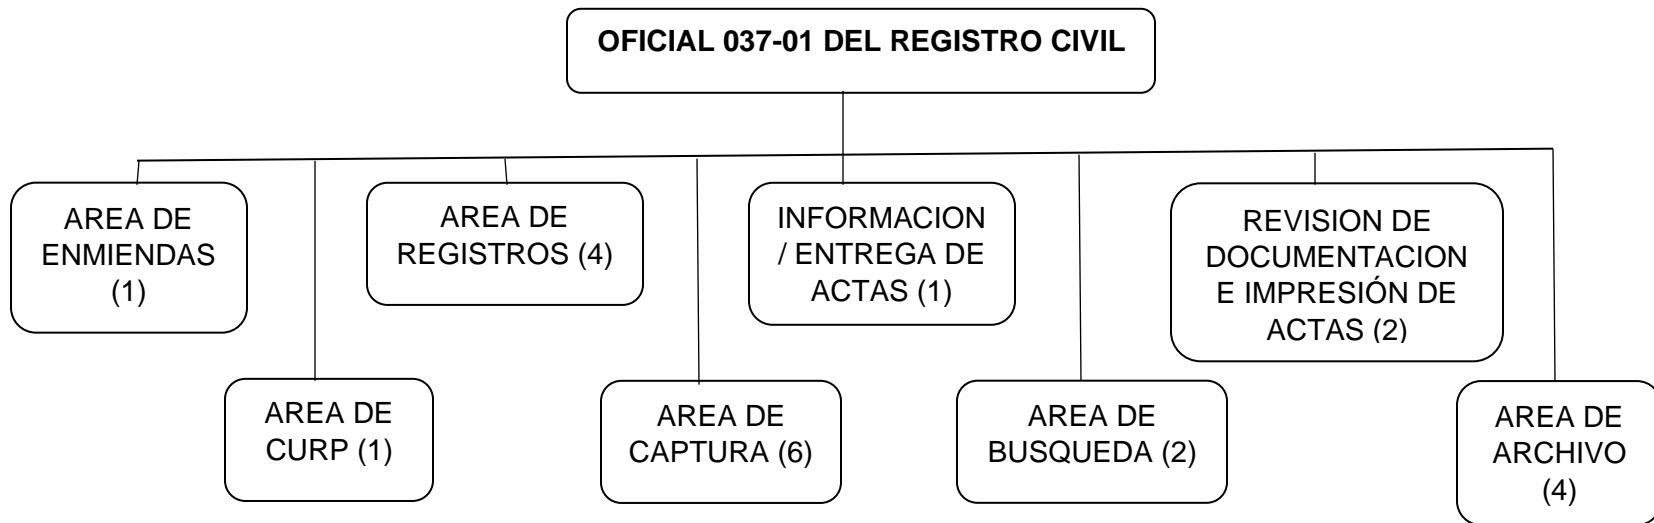 OFICIAL 037-01 DEL REGISTRO CIVIL
AREA DE
ENMIENDAS
(1)
AREA DE
REGISTROS (4)
INFORMACION
/ ENTREGA DE
ACTAS (1)
REVISION DE
DOCUMENTACION
E IMPRESIÓN DE
ACTAS (2)
AREA DE
CURP (1)
AREA DE
CAPTURA (6)
AREA DE
BUSQUEDA (2)
AREA DE
ARCHIVO
(4)